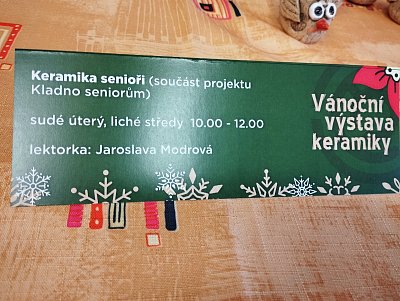 Keramika senioři (součást projektu
Kladno seniorům)
sudé úterý, liché středy 10.00 - 12.00
lektorka: Jaroslava Modrová
Vánoční
výstava
keramiky